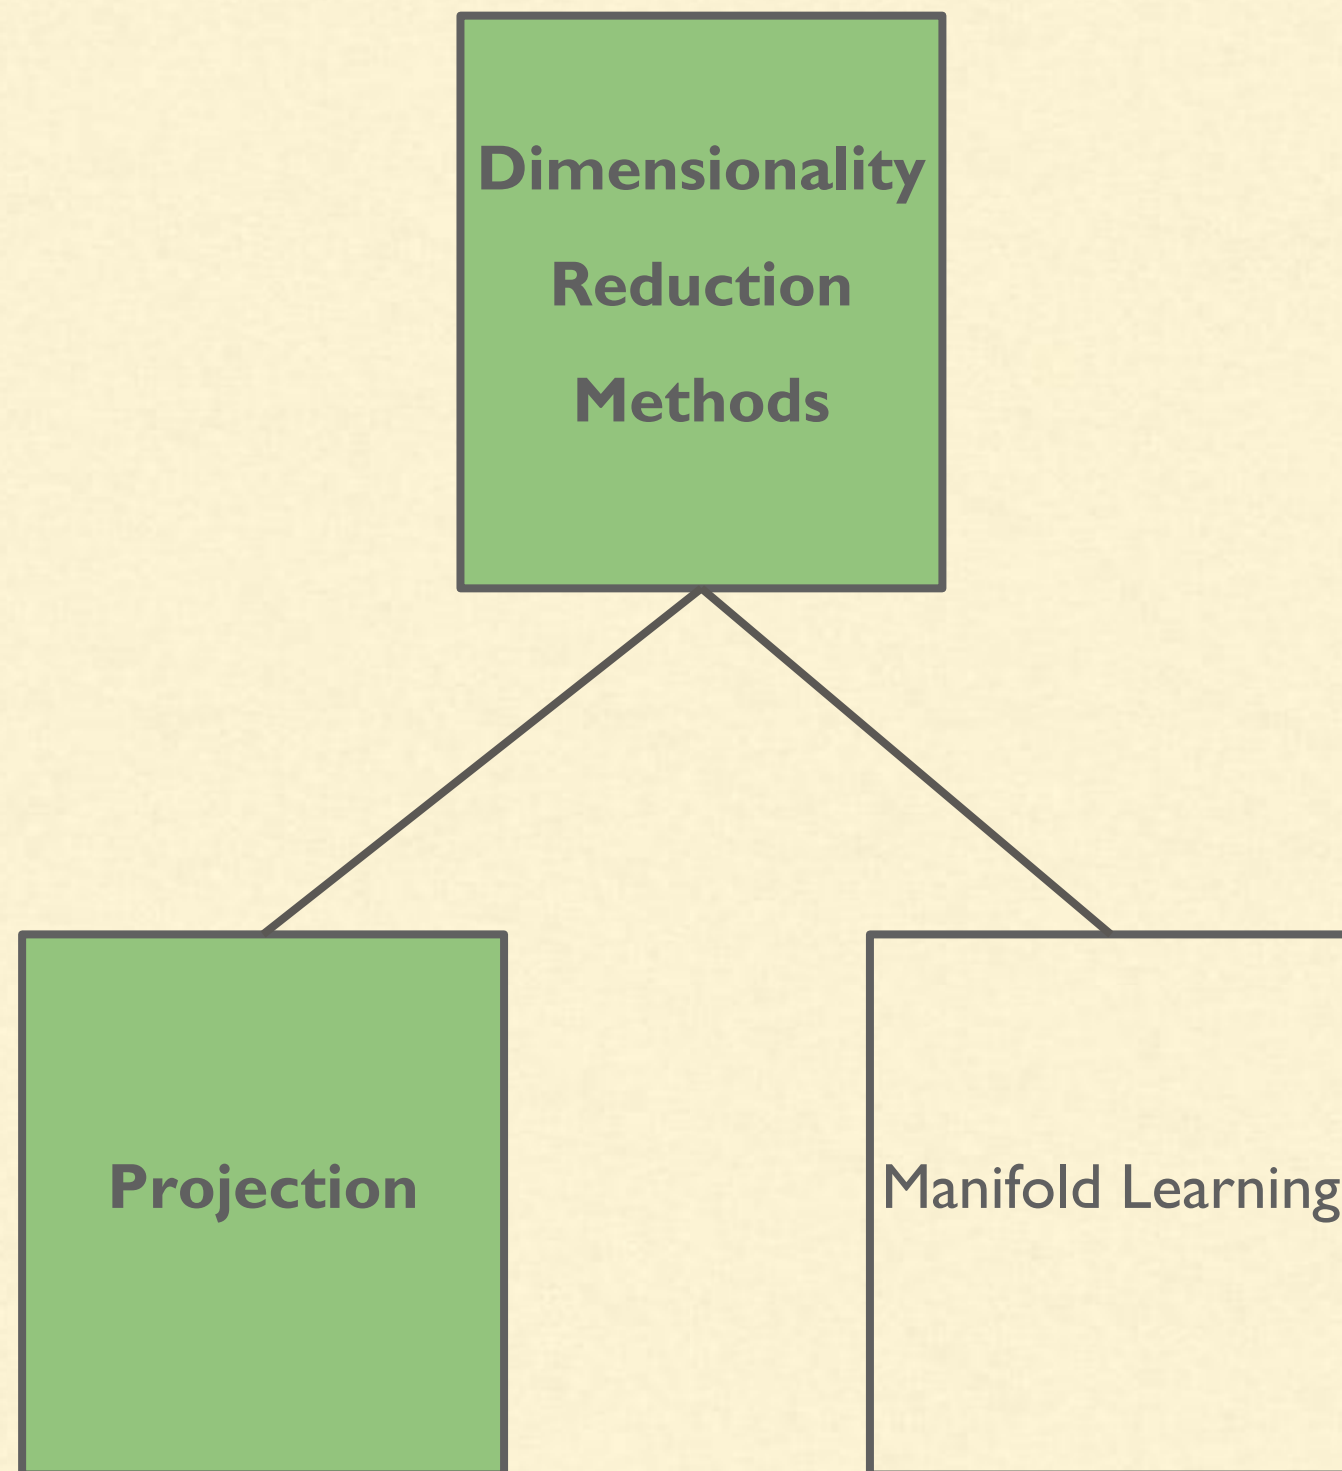 Dimensionality
Reduction
Methods
Projection
Manifold Learning